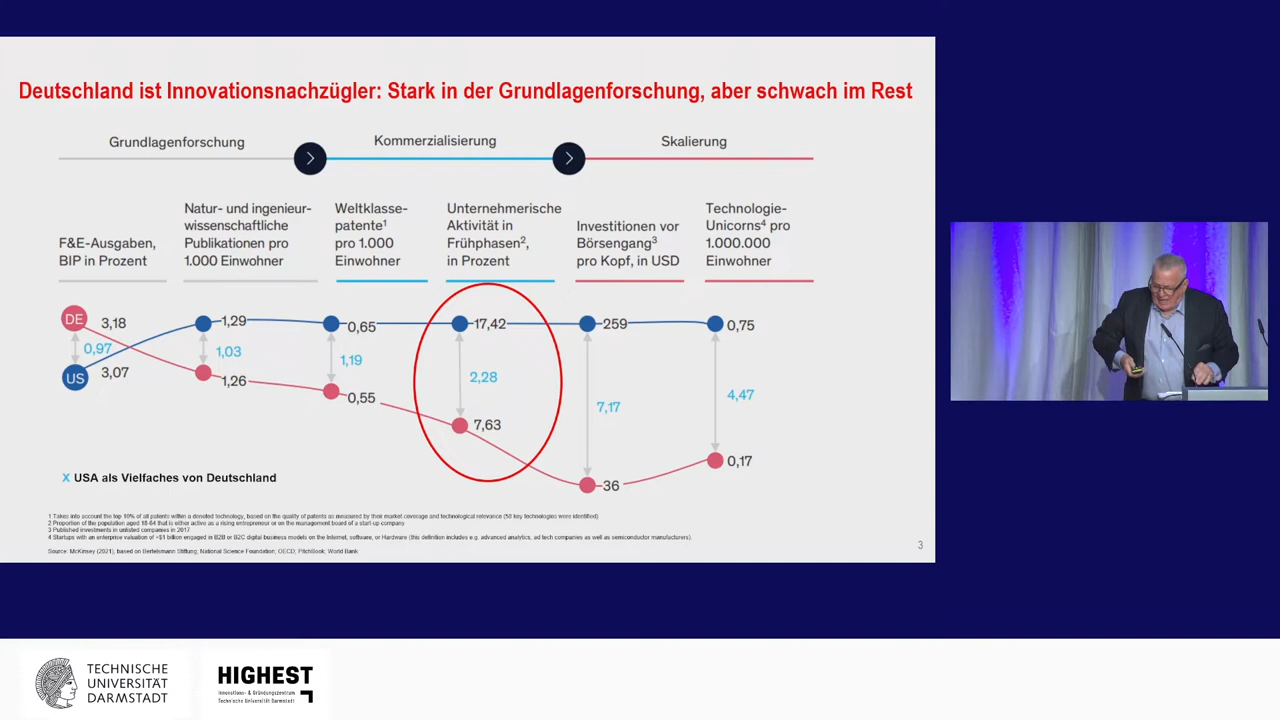 Deutschland ist Innovationsnachzügler: Stark in der Grundlagenforschung, aber schwach im Rest
Grundlagenforschung
Kommerzialisierung
Skalierung
F&E-Ausgaben,
BIP in Prozent
Natur- und ingenieur-
wissenschaftliche
Publikationen pro
1.000 Einwohner
Weltklasse-
patente¹
pro 1.000
Einwohner
Unternehmerische
Aktivität in
Frühphasen²,
in Prozent
Investitionen vor
Börsengang³
pro Kopf, in USD
Technologie-
Unicorns⁴ pro
1.000.000
Einwohner
DE
3,18
0,97
US
3,07
1,29
1,03
1,26
0,65
1,19
0,55
17,42
2,28
7,63
259
7,17
36
0,75
4,47
0,17
X USA als Vielfaches von Deutschland
1 Takes into account the top 10% of all patents within a denoted technology, based on the quality of patents as measured by their market coverage and technological relevance (58 key technologies were identified)
2 Proportion of the population aged 18-64 that is either active as a rising entrepreneur or on the management board of a start-up company
3 Published investments in unlisted companies in 2017
4 Startups with an enterprise valuation of >$1 billion engaged in B2B or B2C digital business models on the Internet, software, or Hardware (this definition includes e.g. advanced analytics, ad tech companies as well as semiconductor manufacturers).
Source: McKinsey (2021), based on Bertelsmann Stiftung; National Science Foundation; OECD; PitchBook; World Bank
3
TECHNISCHE
UNIVERSITÄT
DARMSTADT
HIGHEST
Innovations- & Gründungszentrum
Technische Universität Darmstadt